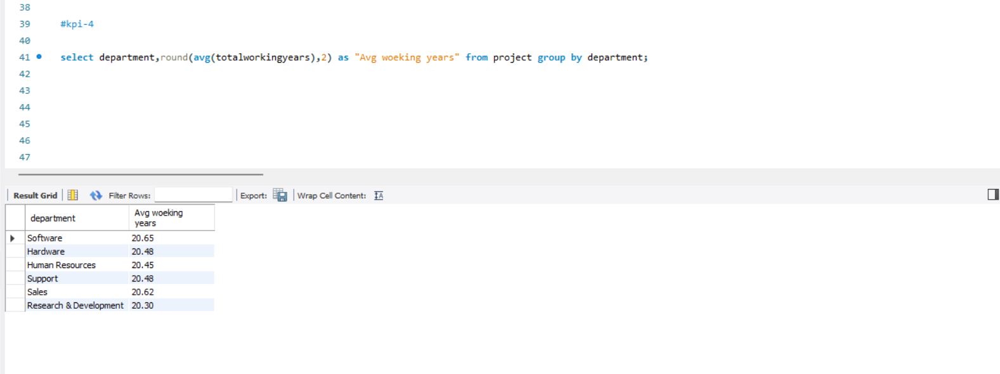 38
39 #kpi-4
40
41 select department,round(avg(totalworkingyears),2) as "Avg woeking years" from project group by department;
42
43
44
45
46
47
Result Grid Filter Rows: Export: Wrap Cell Content: IA
department Avg woeking
years
Software 20.65
Hardware 20.48
Human Resources 20.45
Support 20.48
Sales 20.62
Research & Development 20.30